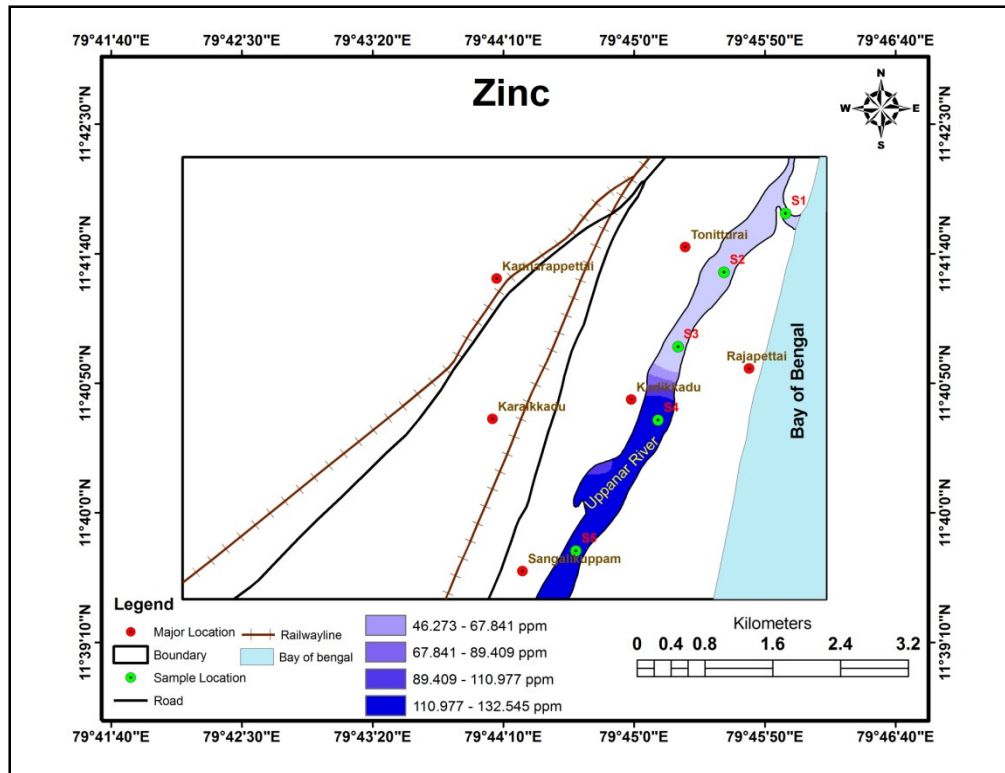 79°41'40"E 79°42'30"E 79°43'20"E 79°44'10"E 79°45'0"E 79°45'50"E 79°46'40"E
Zinc
N
W E
S
11°42'30"N 11°42'30"N
S1
Tonitturai
11°41'40"N 11°41'40"N
S2
Kannarappettai
S3
Rajapettai
Bay of Bengal
11°40'50"N 11°40'50"N
Kudikkadu
S4
Karaikkadu
Uppanar River
11°40'0"N 11°40'0"N
S5
Sangalikuppam
Legend
Major Location
Railwayline
Boundary
Bay of bengal
Sample Location
Road
46.273 - 67.841 ppm
67.841 - 89.409 ppm
89.409 - 110.977 ppm
110.977 - 132.545 ppm
Kilometers
0 0.4 0.8 1.6 2.4 3.2
11°39'10"N 11°39'10"N
79°41'40"E 79°42'30"E 79°43'20"E 79°44'10"E 79°45'0"E 79°45'50"E 79°46'40"E